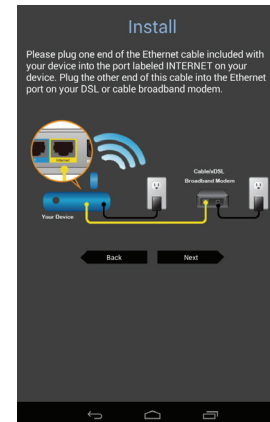 Install
Please plug one end of the Ethernet cable included with
your device into the port labeled INTERNET on your
device. Plug the other end of this cable into the Ethernet
port on your DSL or cable broadband modem.
Internet
Cable/xDSL
Broadband Modem
Your Device
Back
Next